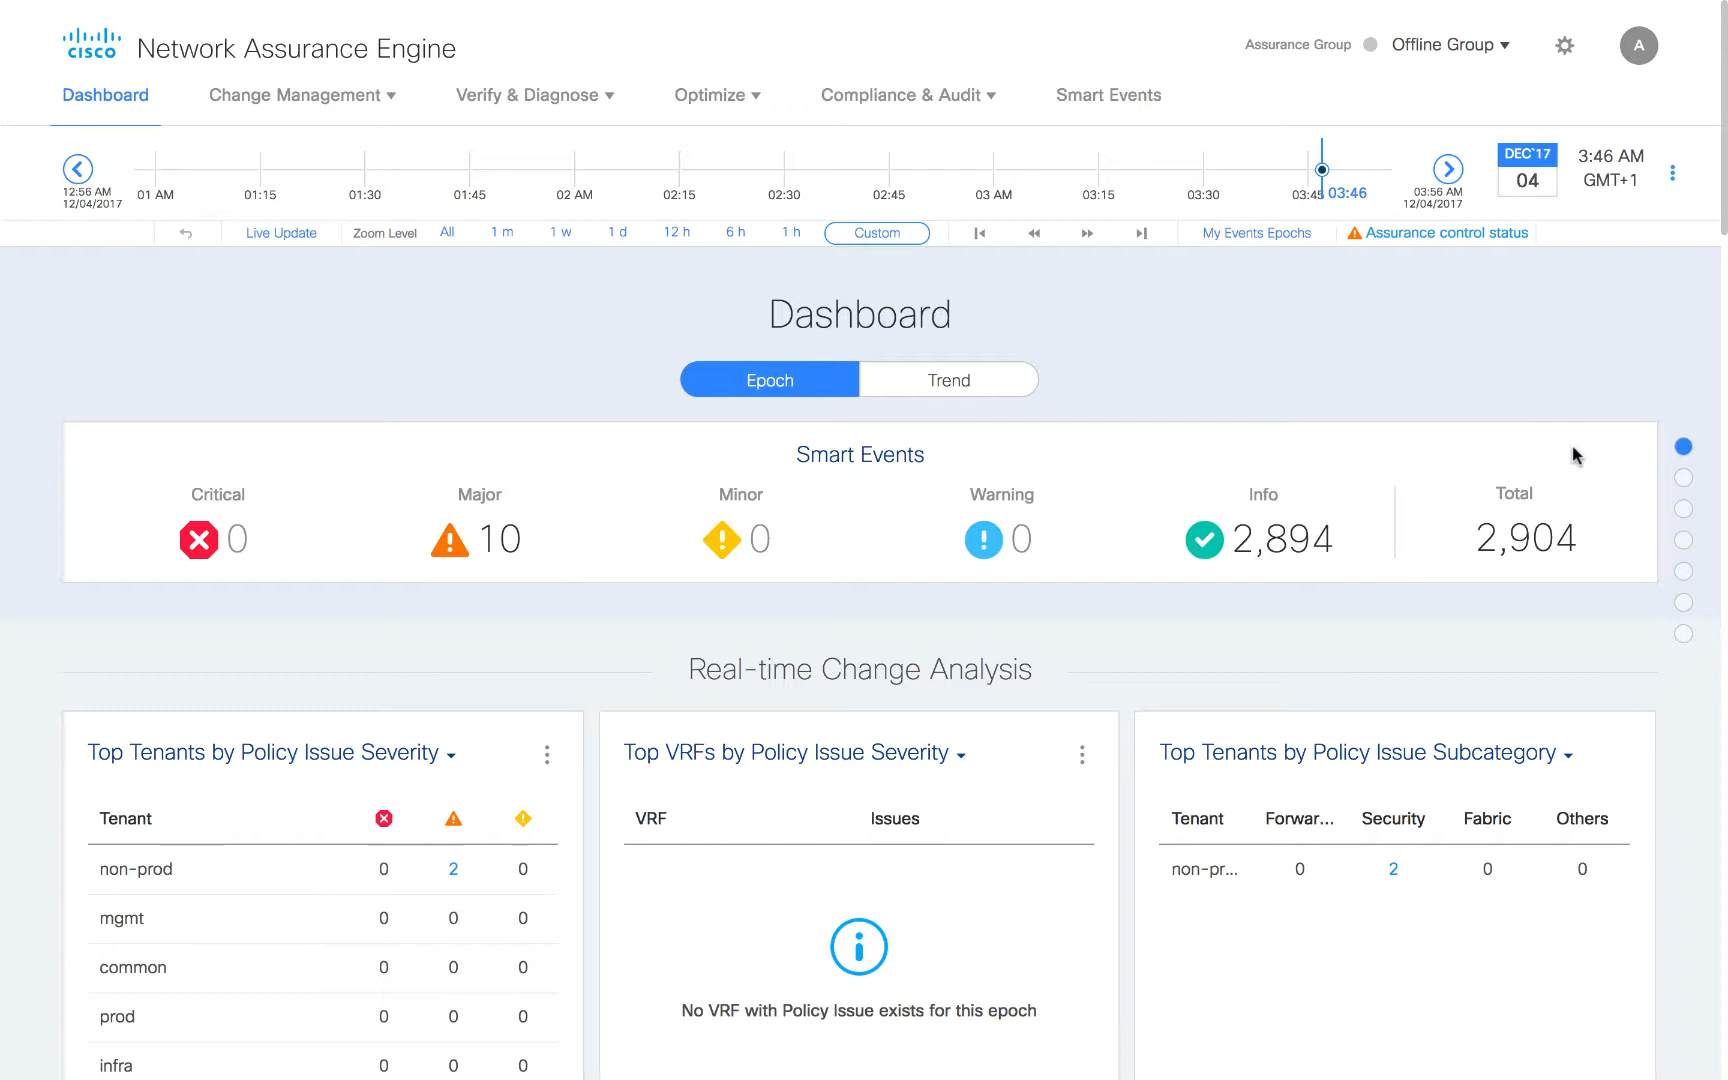 cisco Network Assurance Engine
Assurance Group Offline Group ▾ A
Dashboard Change Management ▾ Verify & Diagnose ▾ Optimize ▾ Compliance & Audit ▾ Smart Events
12:56 AM
12/04/2017
01 AM 01:15 01:30 01:45 02 AM 02:15 02:30 02:45 03 AM 03:15 03:30 03:45 03:46
03:56 AM
12/04/2017
DEC'17
04
3:46 AM
GMT+1
Live Update Zoom Level All 1 m 1 w 1 d 12 h 6 h 1 h Custom My Events Epochs Assurance control status
Dashboard
Epoch Trend
Smart Events
Critical Major Minor Warning Info Total
0 10 0 0 2,894 2,904
Real-time Change Analysis
Top Tenants by Policy Issue Severity
Tenant
non-prod 0 2 0
mgmt 0 0 0
common 0 0 0
prod 0 0 0
infra 0 0 0
Top VRFs by Policy Issue Severity
VRF Issues
No VRF with Policy Issue exists for this epoch
Top Tenants by Policy Issue Subcategory
Tenant Forwar... Security Fabric Others
non-pr... 0 2 0 0